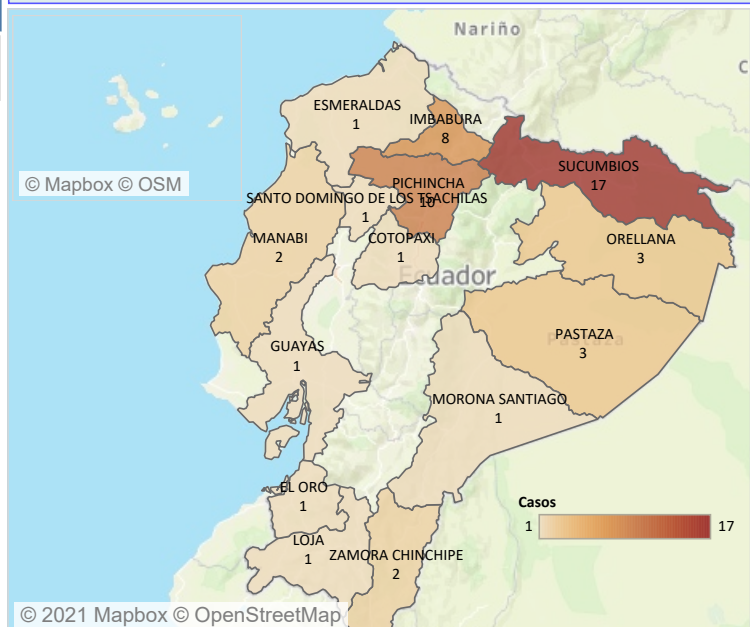 Nariño
C
ESMERALDAS
1
IMBABURA
8
SUCUMBIOS
17
© Mapbox © OSM
PICHINCHA
10
SANTO DOMINGO DE LOS TSACHILAS
1
MANABI
2
COTOPAXI
1
ORELLANA
3
Ecuador
PASTAZA
Pastaza
3
GUAYAS
1
MORONA SANTIAGO
1
EL ORO
1
Casos
1 17
LOJA
1
ZAMORA CHINCHIPE
2
© 2021 Mapbox © OpenStreetMap